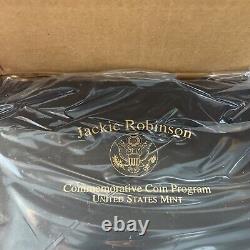 Jackie Robinson
Commemorative Coin Program
UNITED STATES MINT